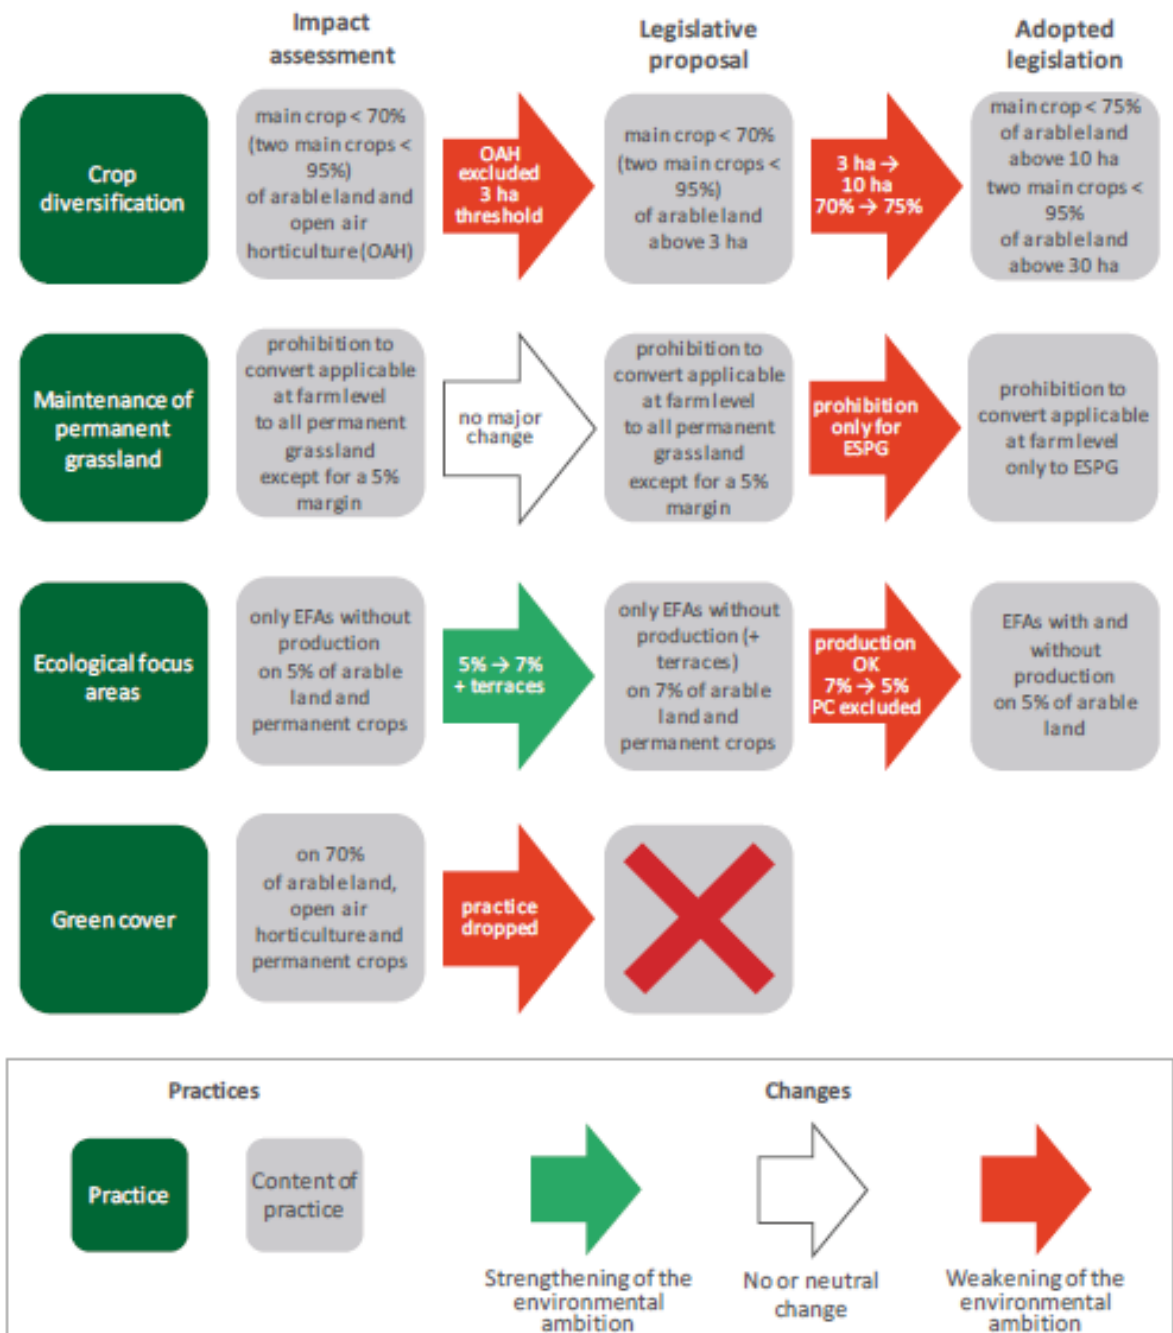 Impact
assessment
Legislative
proposal
Adopted
legislation
Crop
diversification
main crop < 70%
(two main crops <
95%)
of arable land and
open air
horticulture (OAH)
OAH
excluded
3 ha
threshold
main crop < 70%
(two main crops <
95%)
of arable land
above 3 ha
3 ha →
10 ha
70% → 75%
main crop < 75%
of arable land
above 10 ha
two main crops <
95%
of arable land
above 30 ha
Maintenance of
permanent
grassland
prohibition to
convert applicable
at farm level
to all permanent
grassland
except for a 5%
margin
no major
change
prohibition to
convert applicable
at farm level
to all permanent
grassland
except for a 5%
margin
prohibition
only for
ESPG
prohibition to
convert applicable
at farm level
only to ESPG
Ecological focus
areas
only EFAs without
production
on 5% of arable
land and
permanent crops
5% → 7%
+ terraces
only EFAs without
production (+
terraces)
on 7% of arable
land and
permanent crops
production
OK
7% → 5%
PC excluded
EFAs with and
without
production
on 5% of arable
land
Green cover
on 70%
of arable land,
open air
horticulture and
permanent crops
practice
dropped
Practices
Changes
Practice
Content of
practice
Strengthening of the
environmental
ambition
No or neutral
change
Weakening of the
environmental
ambition